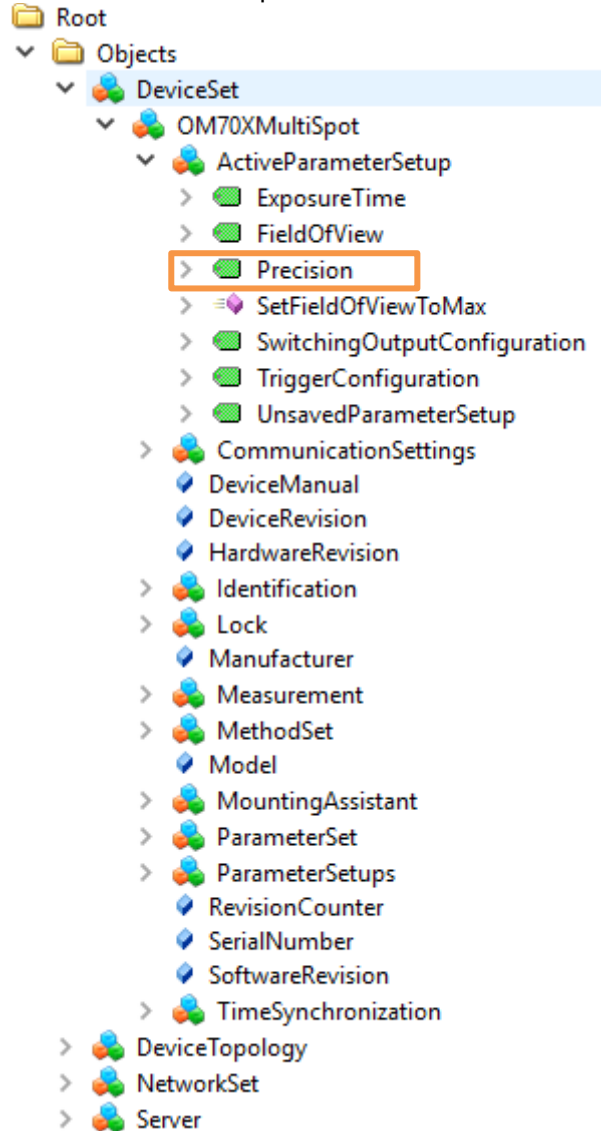 Root
Objects
DeviceSet
OM70XMultiSpot
ActiveParameterSetup
ExposureTime
FieldOfView
Precision
SetFieldOfViewToMax
SwitchingOutputConfiguration
TriggerConfiguration
UnsavedParameterSetup
CommunicationSettings
DeviceManual
DeviceRevision
HardwareRevision
Identification
Lock
Manufacturer
Measurement
MethodSet
Model
MountingAssistant
ParameterSet
ParameterSetups
RevisionCounter
SerialNumber
SoftwareRevision
TimeSynchronization
DeviceTopology
NetworkSet
Server